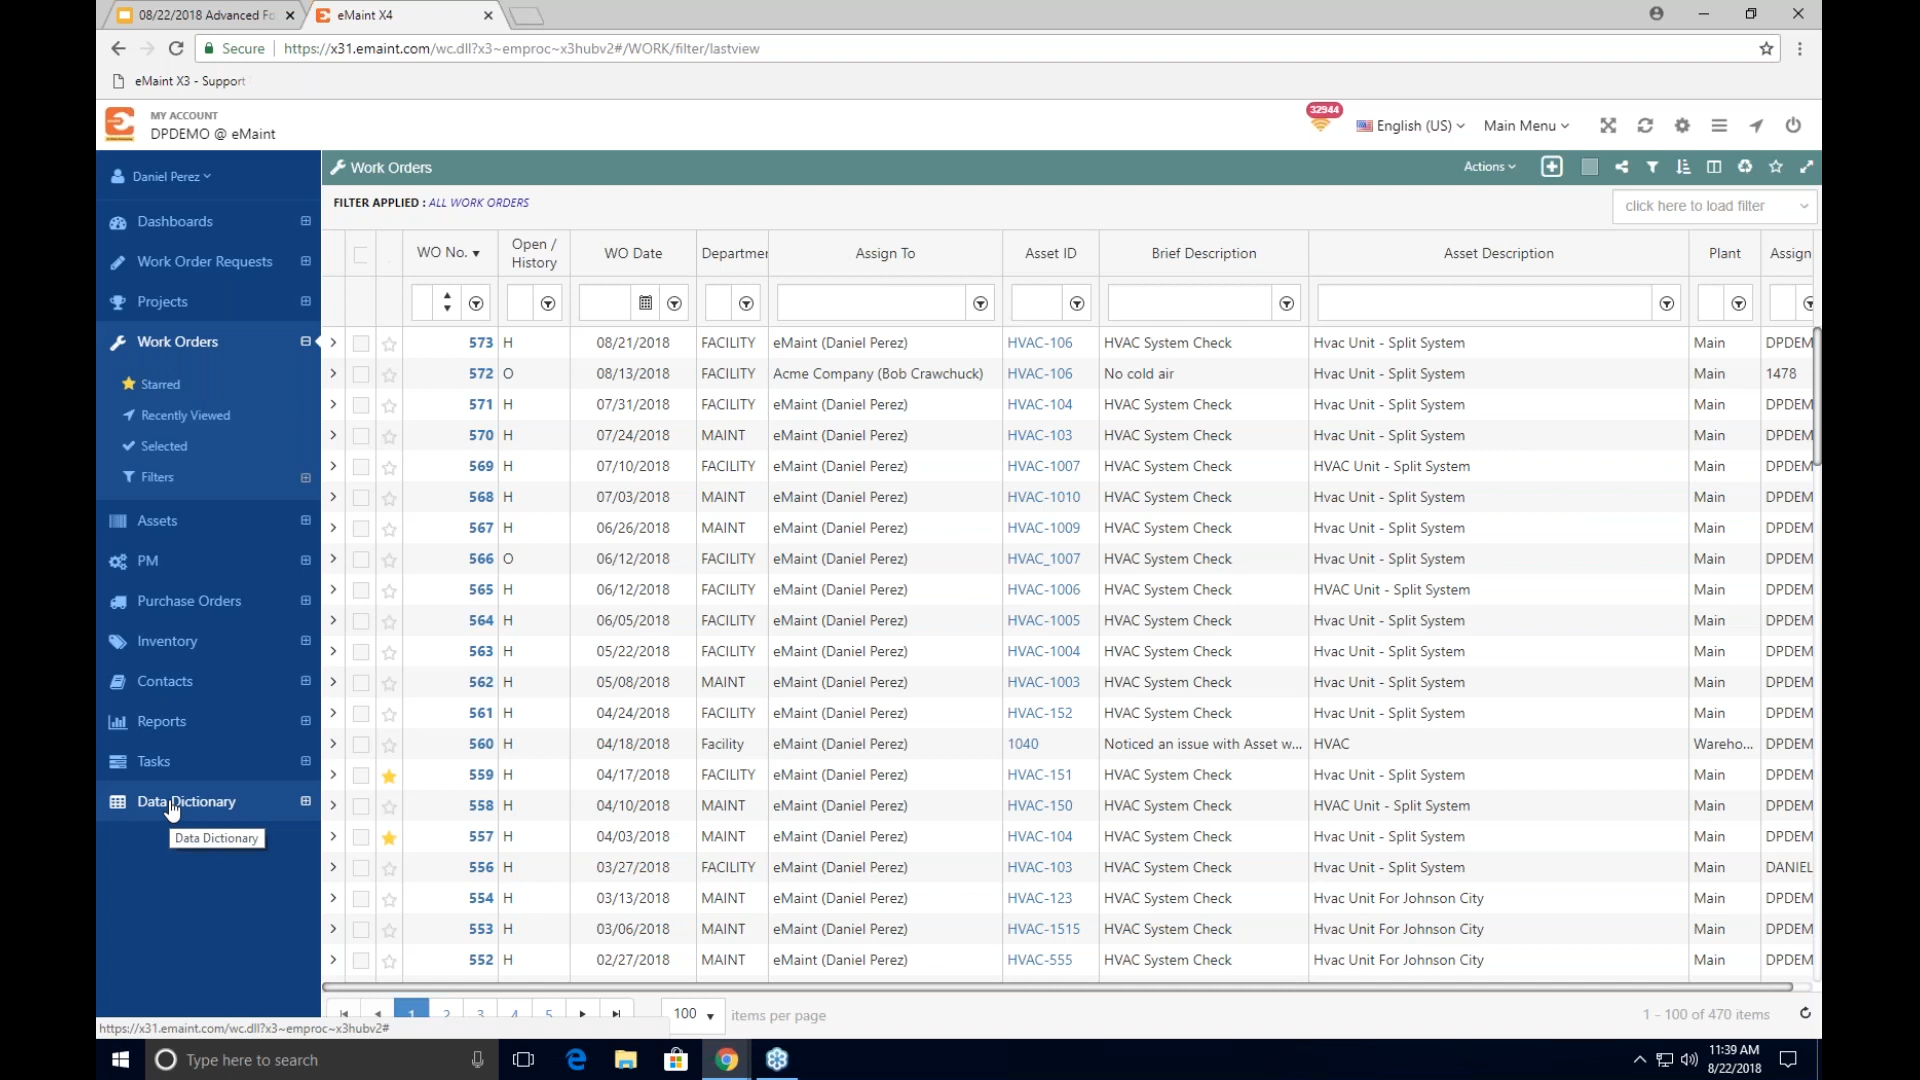 08/22/2018 Advanced Fo
eMaint X4
Secure
https://x31.emaint.com/wc.dll?x3~emproc~x3hubv2#/WORK/filter/lastview
eMaint X3 - Support
MY ACCOUNT
DPDEMO @ eMaint
32944
English (US)
Main Menu
Daniel Perez
Work Orders
Actions
FILTER APPLIED : ALL WORK ORDERS
click here to load filter
Dashboards
Work Order Requests
Projects
Work Orders
Starred
Recently Viewed
Selected
Filters
Assets
PM
Purchase Orders
Inventory
Contacts
Reports
Tasks
Data Dictionary
Data Dictionary
WO No. Open / History WO Date Departmen Assign To Asset ID Brief Description Asset Description Plant Assign
573 H 08/21/2018 FACILITY eMaint (Daniel Perez) HVAC-106 HVAC System Check Hvac Unit - Split System Main DPDEM
572 O 08/13/2018 FACILITY Acme Company (Bob Crawchuck) HVAC-106 No cold air Hvac Unit - Split System Main 1478
571 H 07/31/2018 FACILITY eMaint (Daniel Perez) HVAC-104 HVAC System Check Hvac Unit - Split System Main DPDEM
570 H 07/24/2018 MAINT eMaint (Daniel Perez) HVAC-103 HVAC System Check Hvac Unit - Split System Main DPDEM
569 H 07/10/2018 FACILITY eMaint (Daniel Perez) HVAC-1007 HVAC System Check HVAC Unit - Split System Main DPDEM
568 H 07/03/2018 MAINT eMaint (Daniel Perez) HVAC-1010 HVAC System Check Hvac Unit - Split System Main DPDEM
567 H 06/26/2018 MAINT eMaint (Daniel Perez) HVAC-1009 HVAC System Check Hvac Unit - Split System Main DPDEM
566 O 06/12/2018 FACILITY eMaint (Daniel Perez) HVAC_1007 HVAC System Check Hvac Unit - Split System Main DPDEM
565 H 06/12/2018 FACILITY eMaint (Daniel Perez) HVAC-1006 HVAC System Check HVAC Unit - Split System Main DPDEM
564 H 06/05/2018 FACILITY eMaint (Daniel Perez) HVAC-1005 HVAC System Check Hvac Unit - Split System Main DPDEM
563 H 05/22/2018 FACILITY eMaint (Daniel Perez) HVAC-1004 HVAC System Check Hvac Unit - Split System Main DPDEM
562 H 05/08/2018 MAINT eMaint (Daniel Perez) HVAC-1003 HVAC System Check Hvac Unit - Split System Main DPDEM
561 H 04/24/2018 FACILITY eMaint (Daniel Perez) HVAC-152 HVAC System Check Hvac Unit - Split System Main DPDEM
560 H 04/18/2018 Facility eMaint (Daniel Perez) 1040 Noticed an issue with Asset w... HVAC Wareho... DPDEM
559 H 04/17/2018 FACILITY eMaint (Daniel Perez) HVAC-151 HVAC System Check Hvac Unit - Split System Main DPDEM
558 H 04/10/2018 MAINT eMaint (Daniel Perez) HVAC-150 HVAC System Check HVAC Unit - Split System Main DPDEM
557 H 04/03/2018 MAINT eMaint (Daniel Perez) HVAC-104 HVAC System Check Hvac Unit - Split System Main DPDEM
556 H 03/27/2018 FACILITY eMaint (Daniel Perez) HVAC-103 HVAC System Check Hvac Unit - Split System Main DANIEL
554 H 03/13/2018 MAINT eMaint (Daniel Perez) HVAC-123 HVAC System Check Hvac Unit For Johnson City Main DPDEM
553 H 03/06/2018 MAINT eMaint (Daniel Perez) HVAC-1515 HVAC System Check Hvac Unit For Johnson City Main DPDEM
552 H 02/27/2018 MAINT eMaint (Daniel Perez) HVAC-555 HVAC System Check Hvac Unit For Johnson City Main DPDEM
1 2 3 4 5 100 items per page 1 - 100 of 470 items
https://x31.emaint.com/wc.dll?x3~emproc~x3hubv2#
Type here to search
11:39 AM
8/22/2018